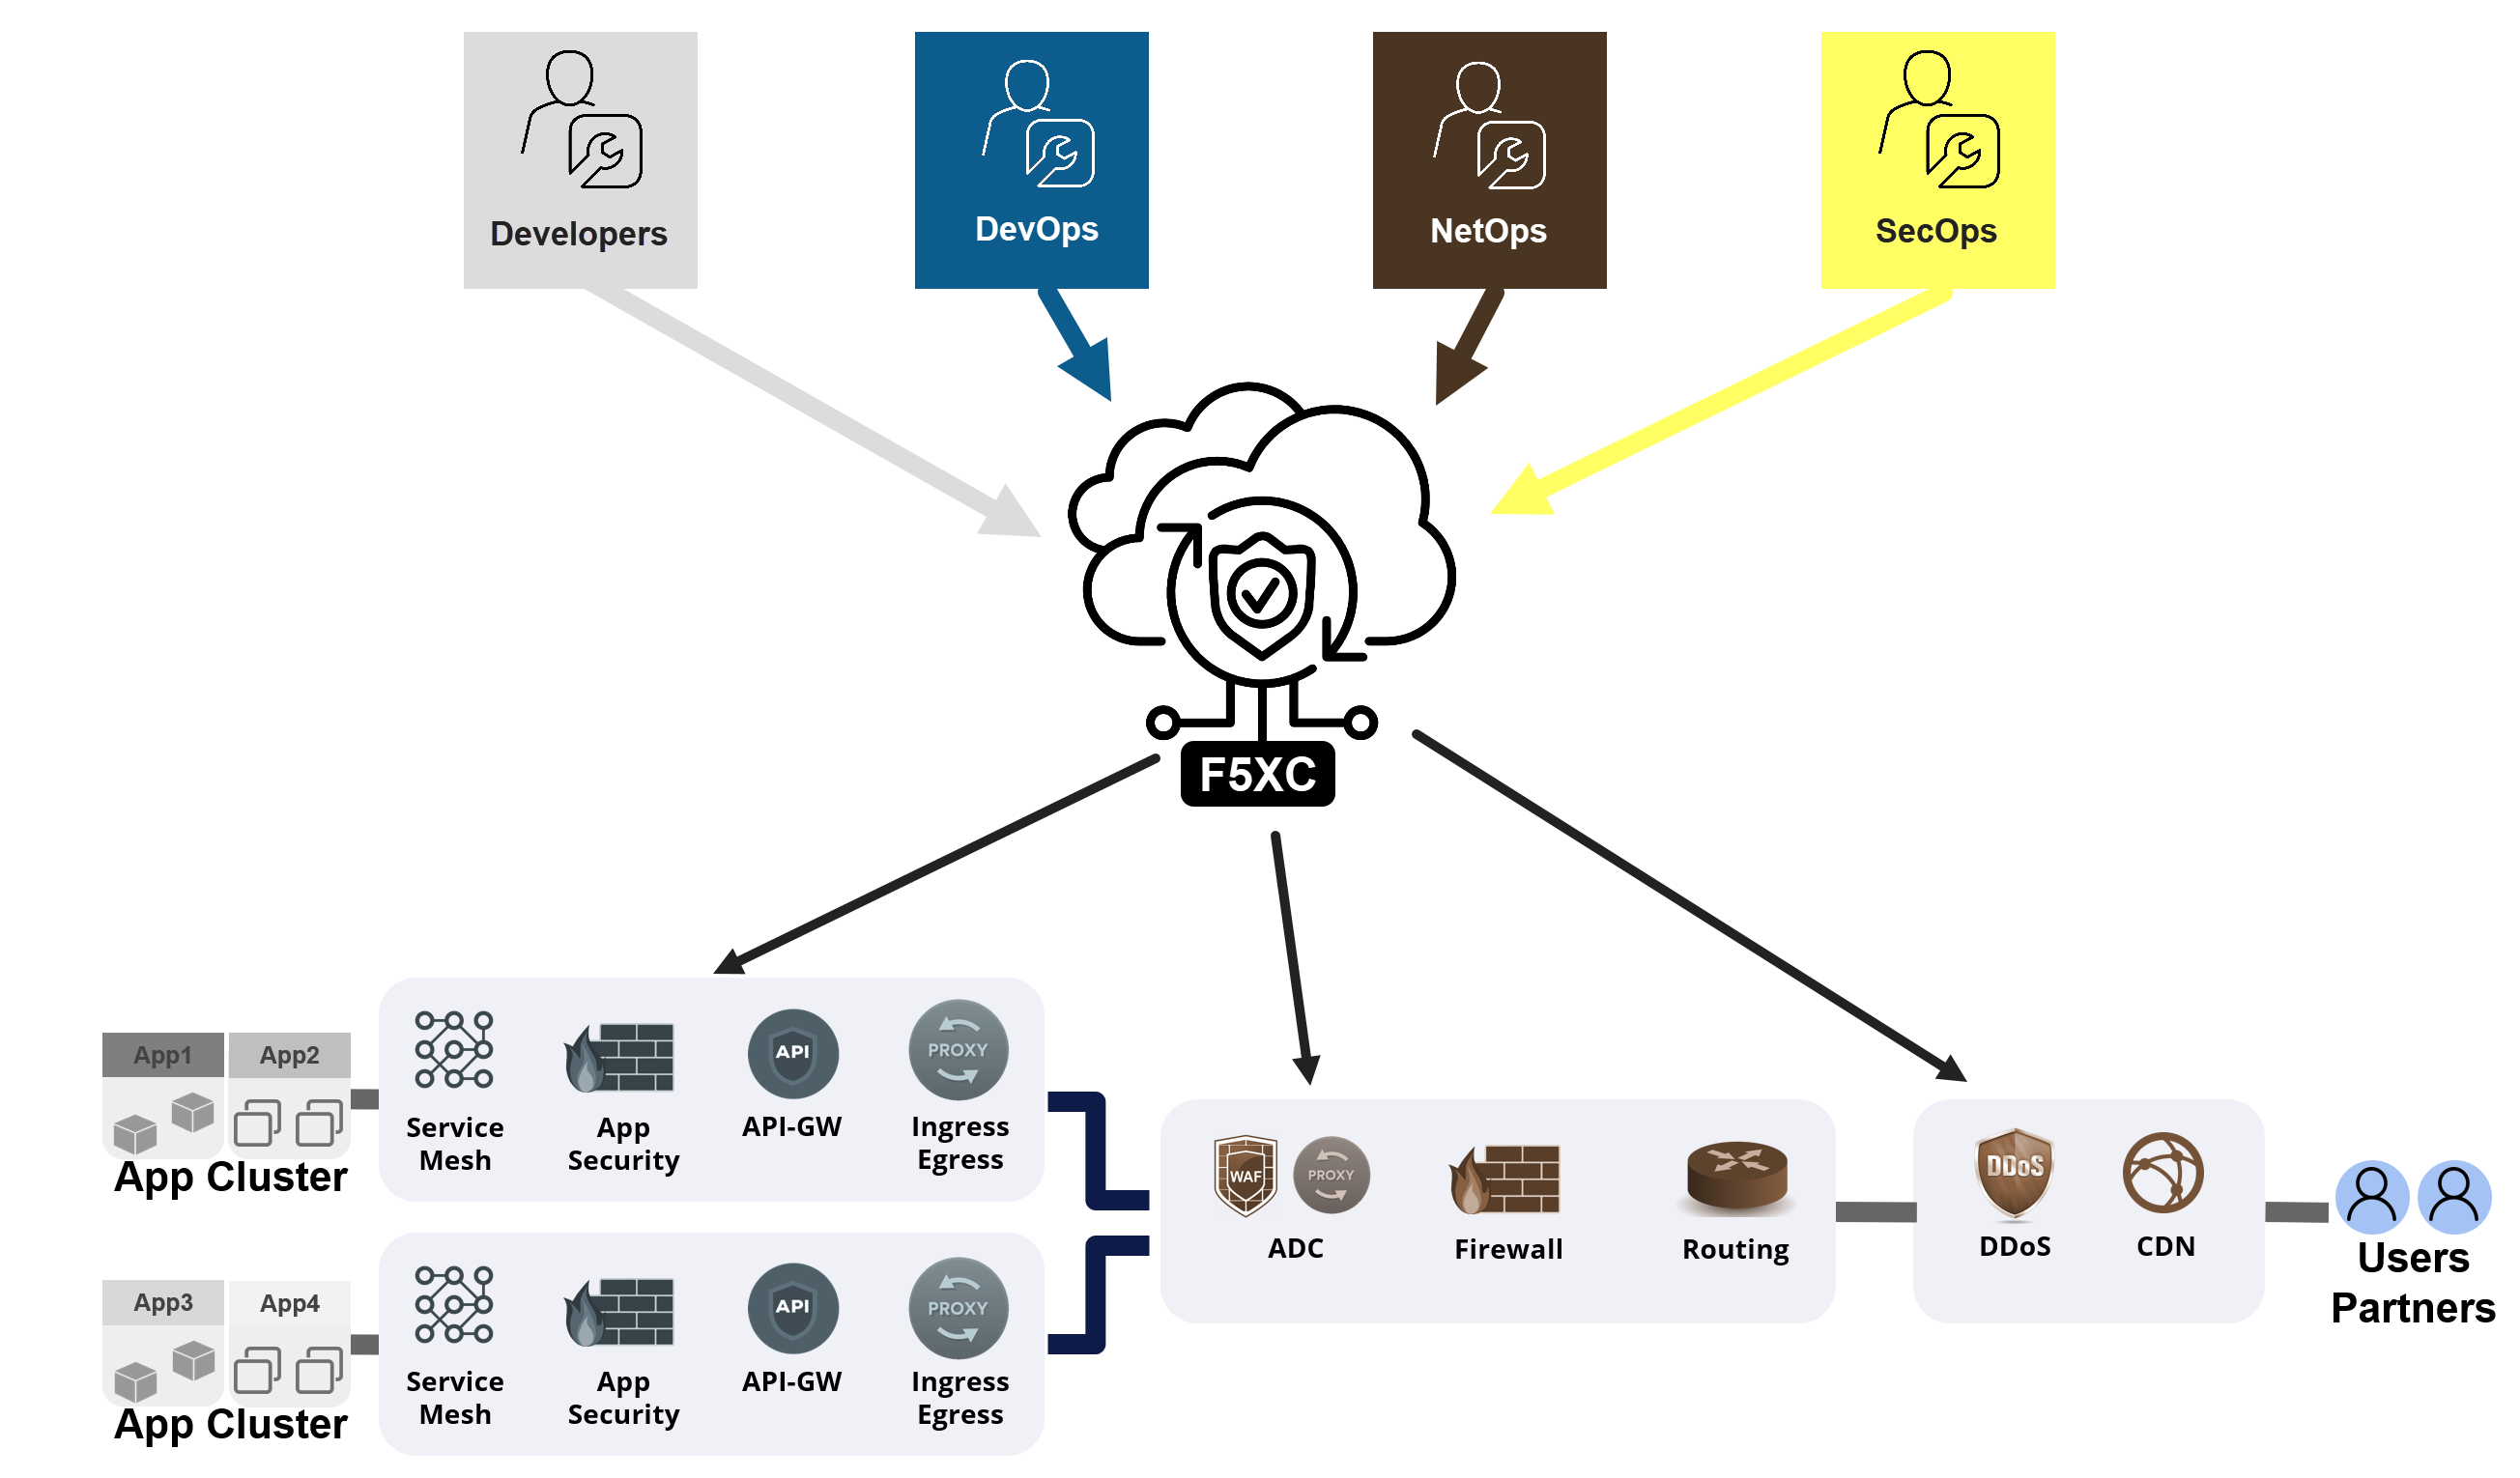 Developers
DevOps
NetOps
SecOps
F5XC
App1
App2
App Cluster
Service
Mesh
App
Security
API
API-GW
PROXY
Ingress
Egress
App3
App4
App Cluster
Service
Mesh
App
Security
API
API-GW
PROXY
Ingress
Egress
WAF
PROXY
ADC
Firewall
Routing
DDoS
DDoS
CDN
Users
Partners